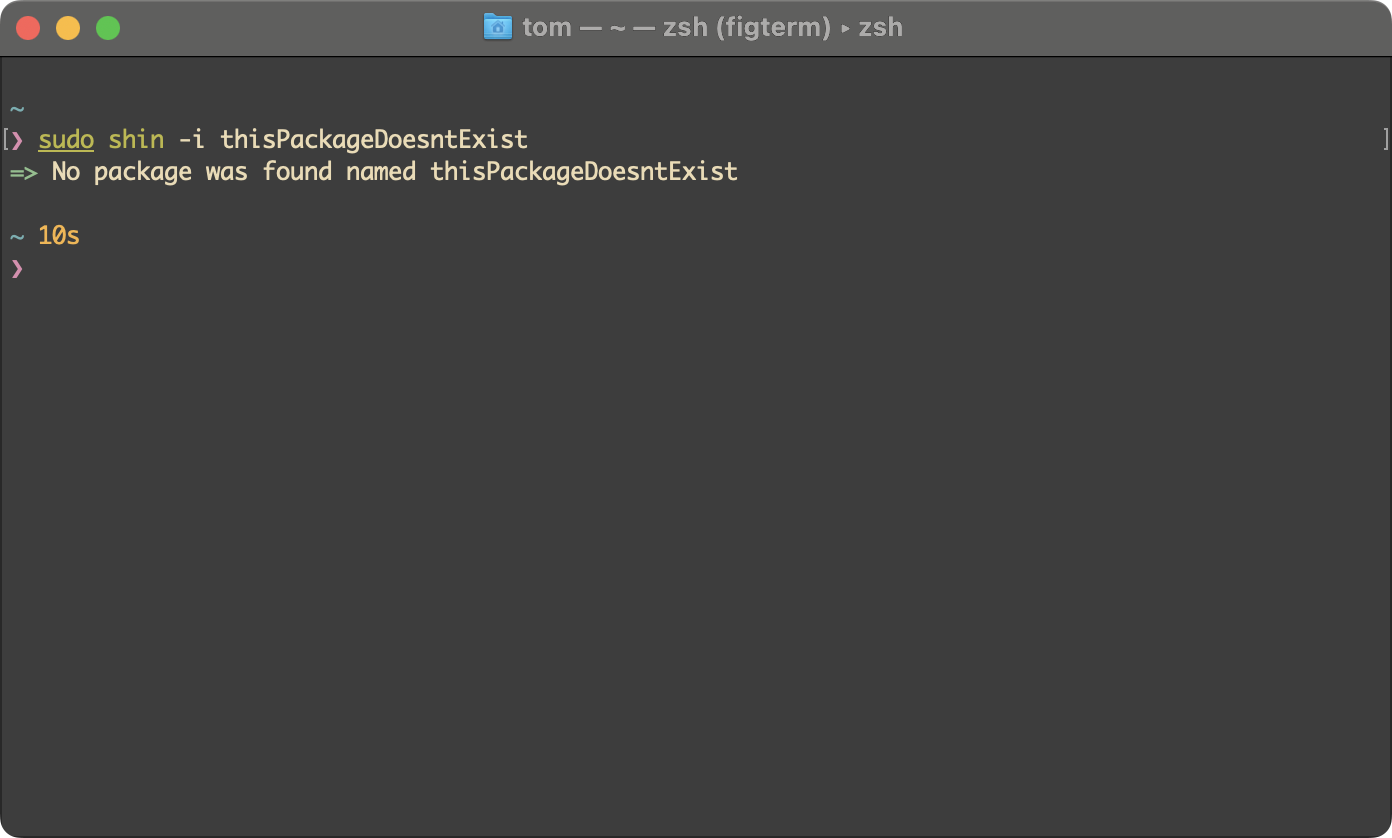 tom — ~ — zsh (figterm) ▸ zsh
~
[❯ sudo shin -i thisPackageDoesntExist ]
=> No package was found named thisPackageDoesntExist
~ 10s
❯